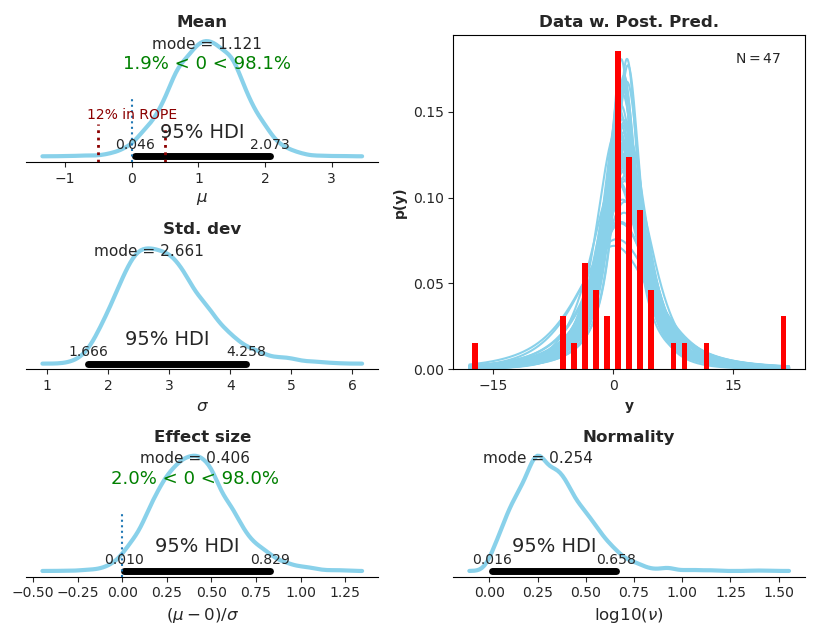 Mean
mode = 1.121
1.9% < 0 < 98.1%
12% in ROPE
95% HDI
0.046 2.073
−1 0 1 2 3
μ
Std. dev
mode = 2.661
95% HDI
1.666 4.258
1 2 3 4 5 6
σ
Effect size
mode = 0.406
2.0% < 0 < 98.0%
95% HDI
0.010 0.829
−0.50 −0.25 0.00 0.25 0.50 0.75 1.00 1.25
(μ − 0)/σ
Data w. Post. Pred.
N = 47
0.15
0.10
0.05
0.00
p(y)
−15 0 15
y
Normality
mode = 0.254
95% HDI
0.016 0.658
0.00 0.25 0.50 0.75 1.00 1.25 1.50
log10(ν)